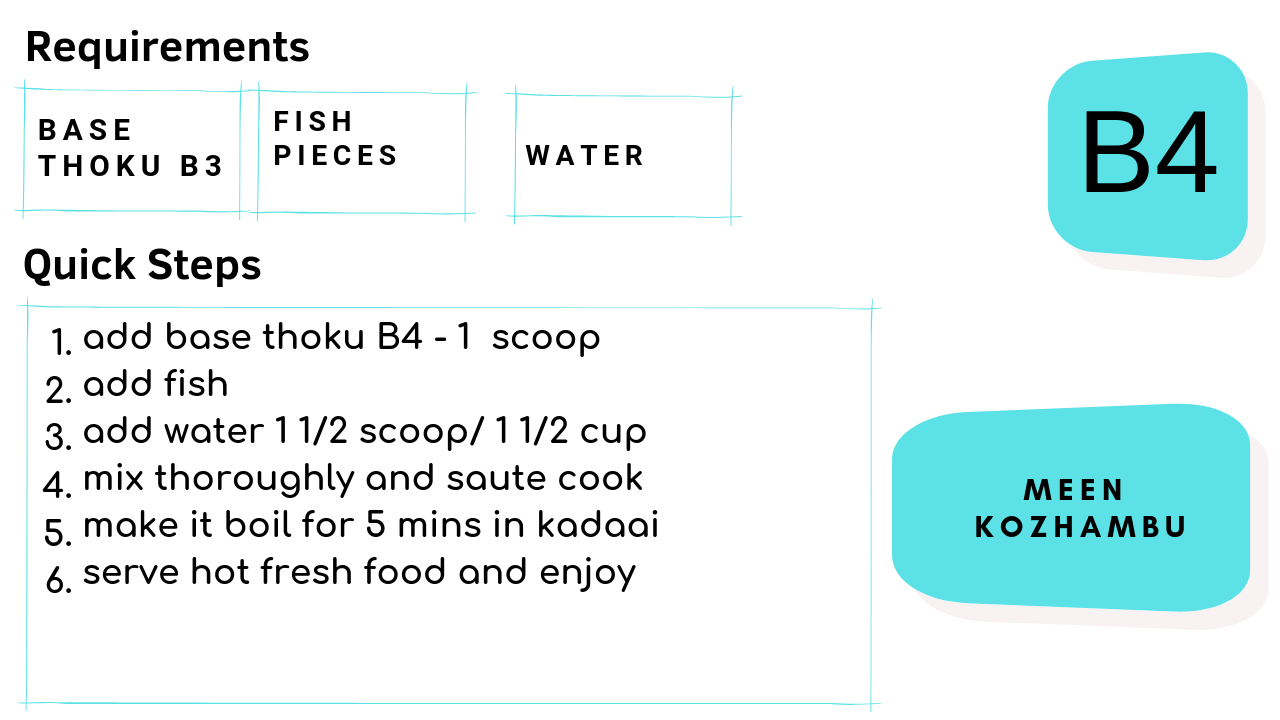 Requirements
BASE
THOKU B3
FISH
PIECES
WATER
B4
Quick Steps
1. add base thoku B4 - 1 scoop
2. add fish
3. add water 1 1/2 scoop/ 1 1/2 cup
4. mix thoroughly and saute cook
5. make it boil for 5 mins in kadaai
6. serve hot fresh food and enjoy
MEEN
KOZHAMBU